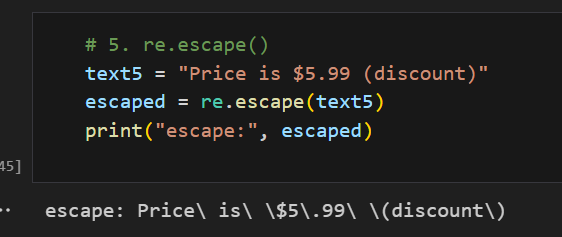 # 5. re.escape()
text5 = "Price is $5.99 (discount)"
escaped = re.escape(text5)
print("escape:", escaped)
45]
escape: Price\ is\ \$5\.99\ \(discount\)